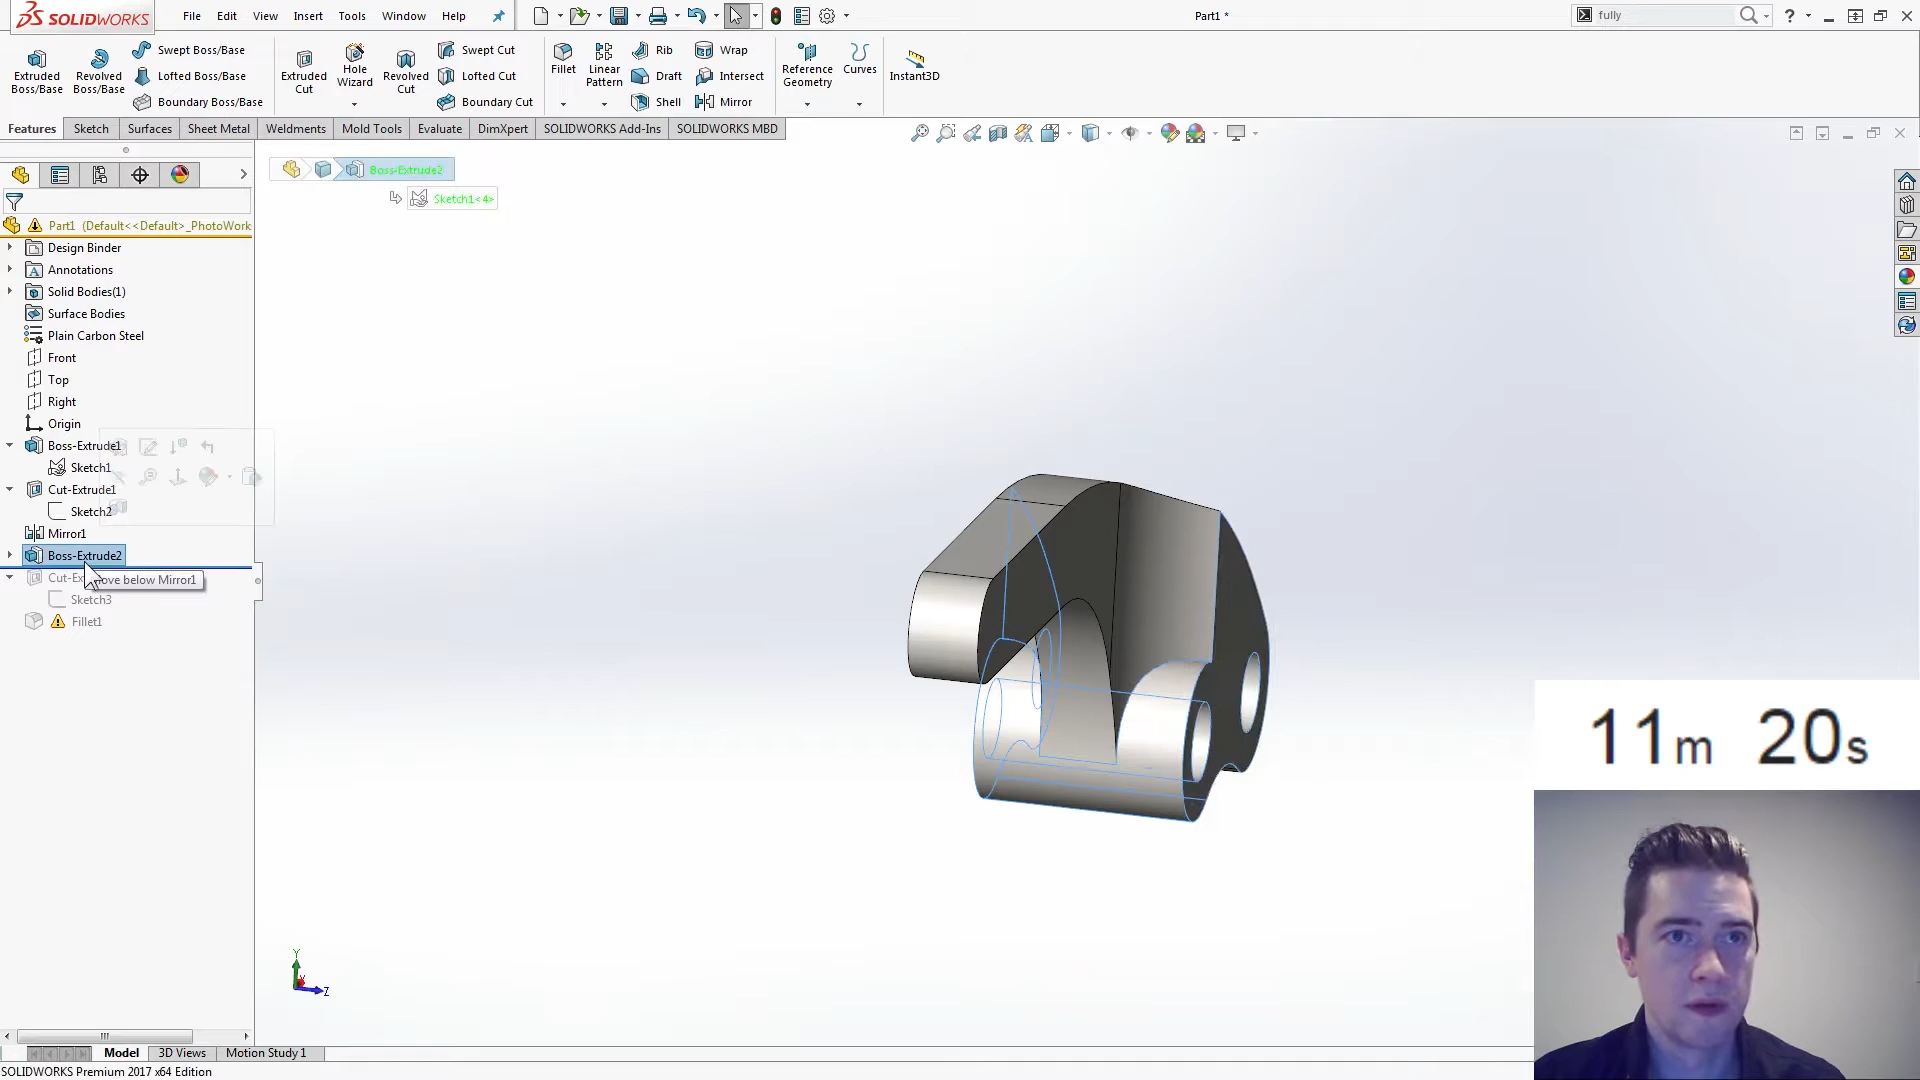 SOLIDWORKS
File Edit View Insert Tools Window Help
Part1 *
fully
Extruded Boss/Base
Revolved Boss/Base
Swept Boss/Base
Lofted Boss/Base
Boundary Boss/Base
Extruded Cut
Hole Wizard
Revolved Cut
Swept Cut
Lofted Cut
Boundary Cut
Fillet
Linear Pattern
Rib
Draft
Shell
Wrap
Intersect
Mirror
Reference Geometry
Curves
Instant3D
Features Sketch Surfaces Sheet Metal Weldments Mold Tools Evaluate DimXpert SOLIDWORKS Add-Ins SOLIDWORKS MBD
Boss-Extrude2
Sketch1<4>
Part1 (Default<<Default>_PhotoWork
Design Binder
Annotations
Solid Bodies(1)
Surface Bodies
Plain Carbon Steel
Front
Top
Right
Origin
Boss-Extrude1
Sketch1
Cut-Extrude1
Sketch2
Mirror1
Boss-Extrude2
Cut-Ex
ove below Mirror1
Sketch3
Fillet1
11m 20s
Y
Z
Model 3D Views Motion Study 1
SOLIDWORKS Premium 2017 x64 Edition